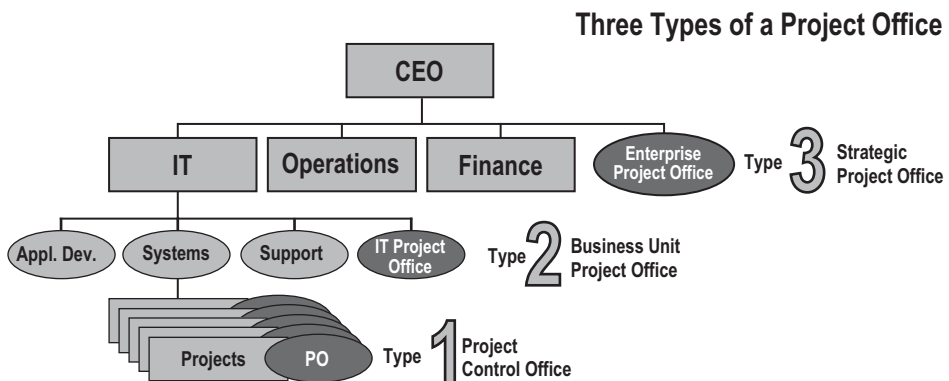 Three Types of a Project Office
CEO
IT
Operations
Finance
Enterprise
Project Office
Type 3 Strategic
Project Office
Appl. Dev.
Systems
Support
IT Project
Office
Type 2 Business Unit
Project Office
Projects
PO
Type 1 Project
Control Office